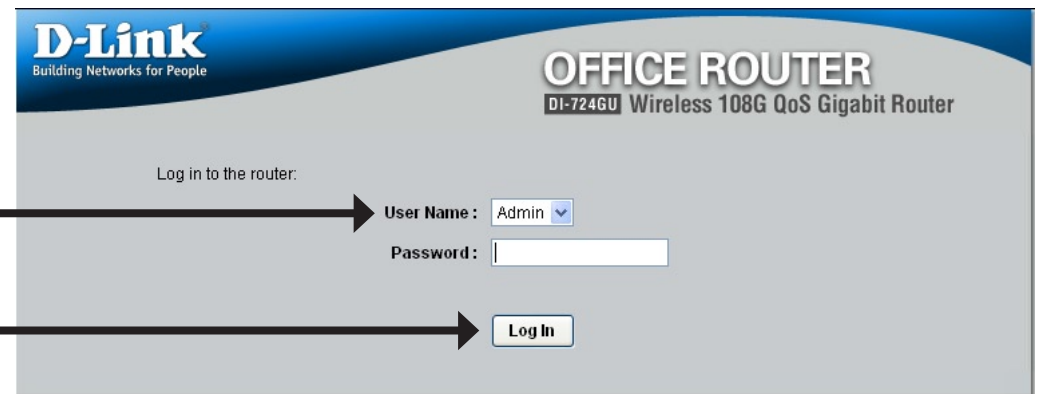 D-Link
Building Networks for People
OFFICE ROUTER
DI-724GU Wireless 108G QoS Gigabit Router
Log in to the router:
User Name : Admin
Password :
Log In